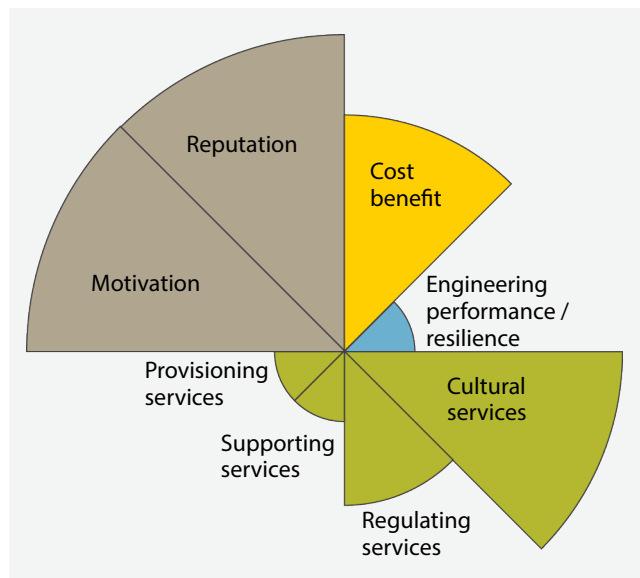 Reputation
Cost
benefit
Motivation
Engineering
performance /
resilience
Provisioning
services
Cultural
services
Supporting
services
Regulating
services